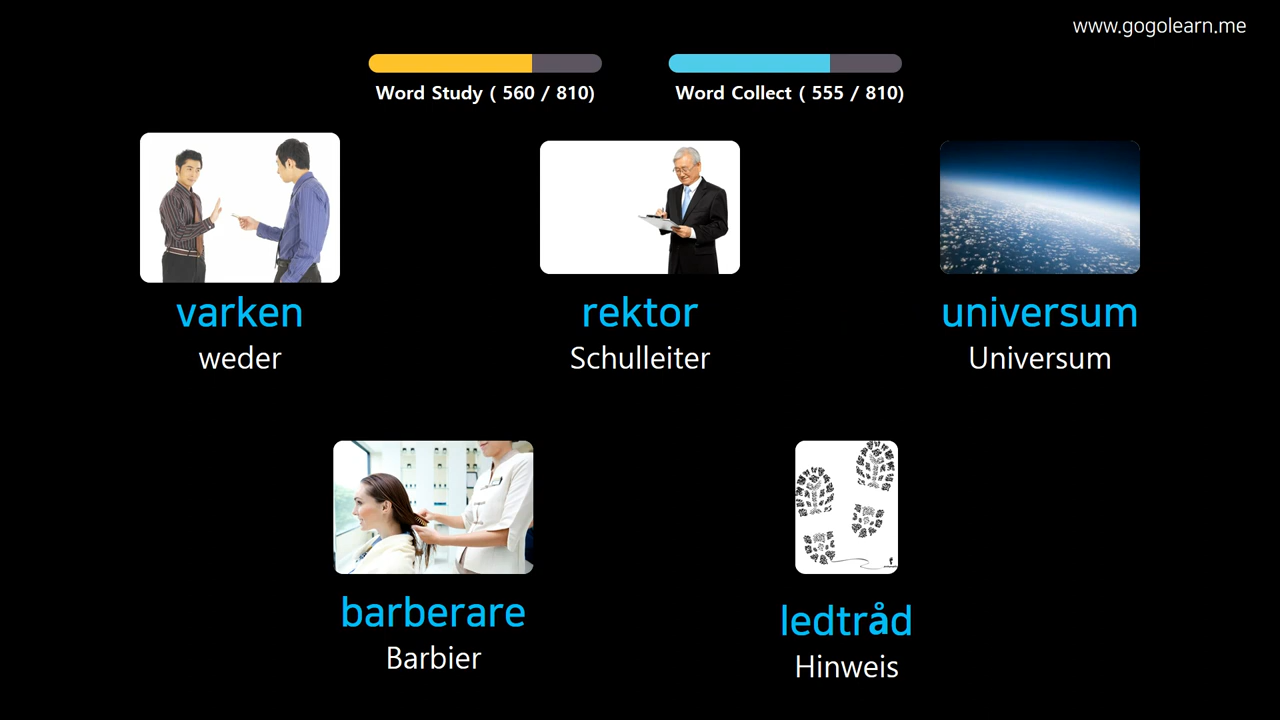 www.gogolearn.me
Word Study ( 560 / 810)
Word Collect ( 555 / 810)
varken
weder
rektor
Schulleiter
universum
Universum
barberare
Barbier
ledtråd
Hinweis